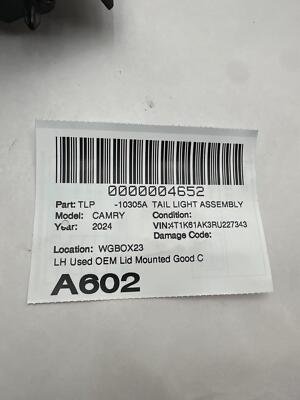 0000004652
Part: TLP -10305A TAIL LIGHT ASSEMBLY
Model: CAMRY Condition:
Year: 2024 VIN:4T1K61AK3RU227343
Damage Code:
Location: WGBOX23
LH Used OEM Lid Mounted Good C
A602